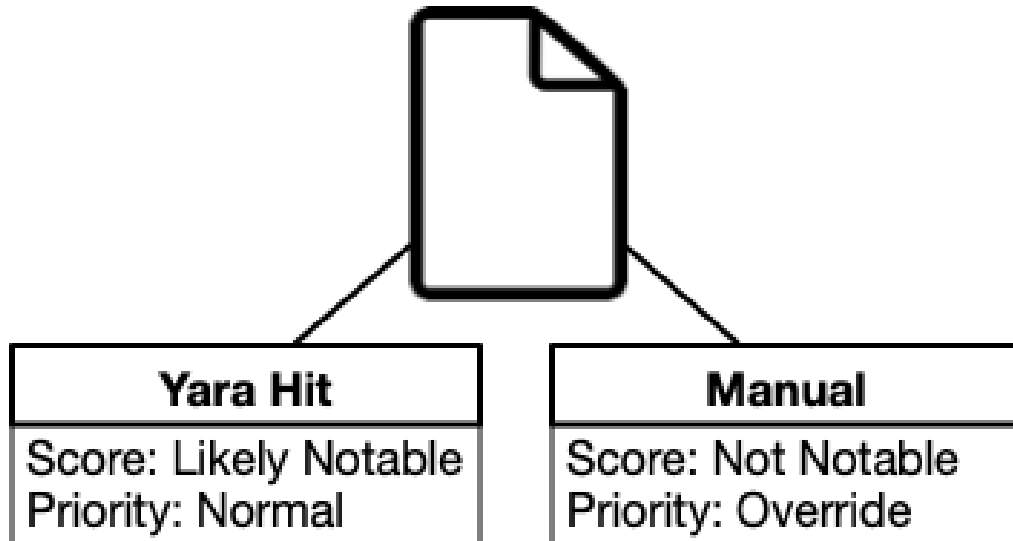 Yara Hit
Score: Likely Notable
Priority: Normal
Manual
Score: Not Notable
Priority: Override